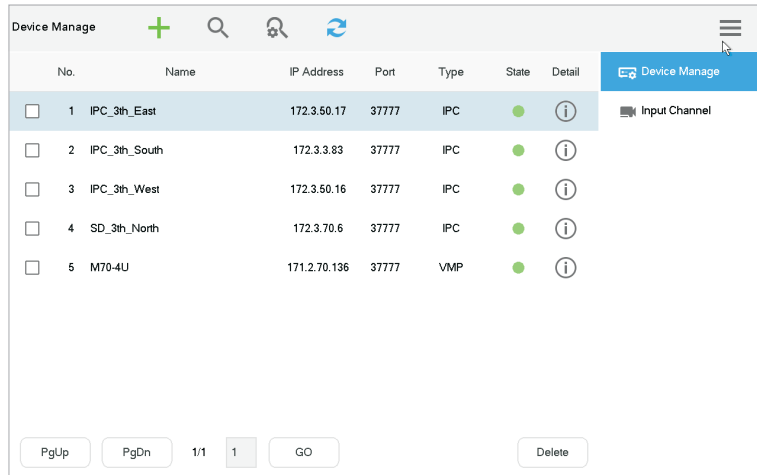 Device Manage
No. Name IP Address Port Type State Detail
Device Manage
1 IPC_3th_East 172.3.50.17 37777 IPC
Input Channel
2 IPC_3th_South 172.3.3.83 37777 IPC
3 IPC_3th_West 172.3.50.16 37777 IPC
4 SD_3th_North 172.3.70.6 37777 IPC
5 M70-4U 171.2.70.136 37777 VMP
PgUp PgDn 1/1 1 GO Delete